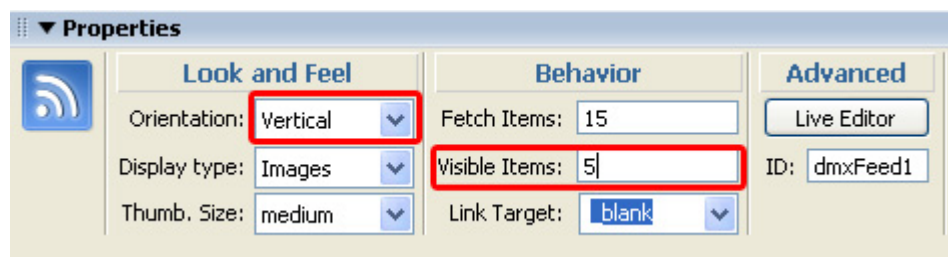 ▼ Properties
Look and Feel Behavior Advanced
Orientation: Vertical Fetch Items: 15 Live Editor
Display type: Images Visible Items: 5 ID: dmxFeed1
Thumb. Size: medium Link Target: _blank